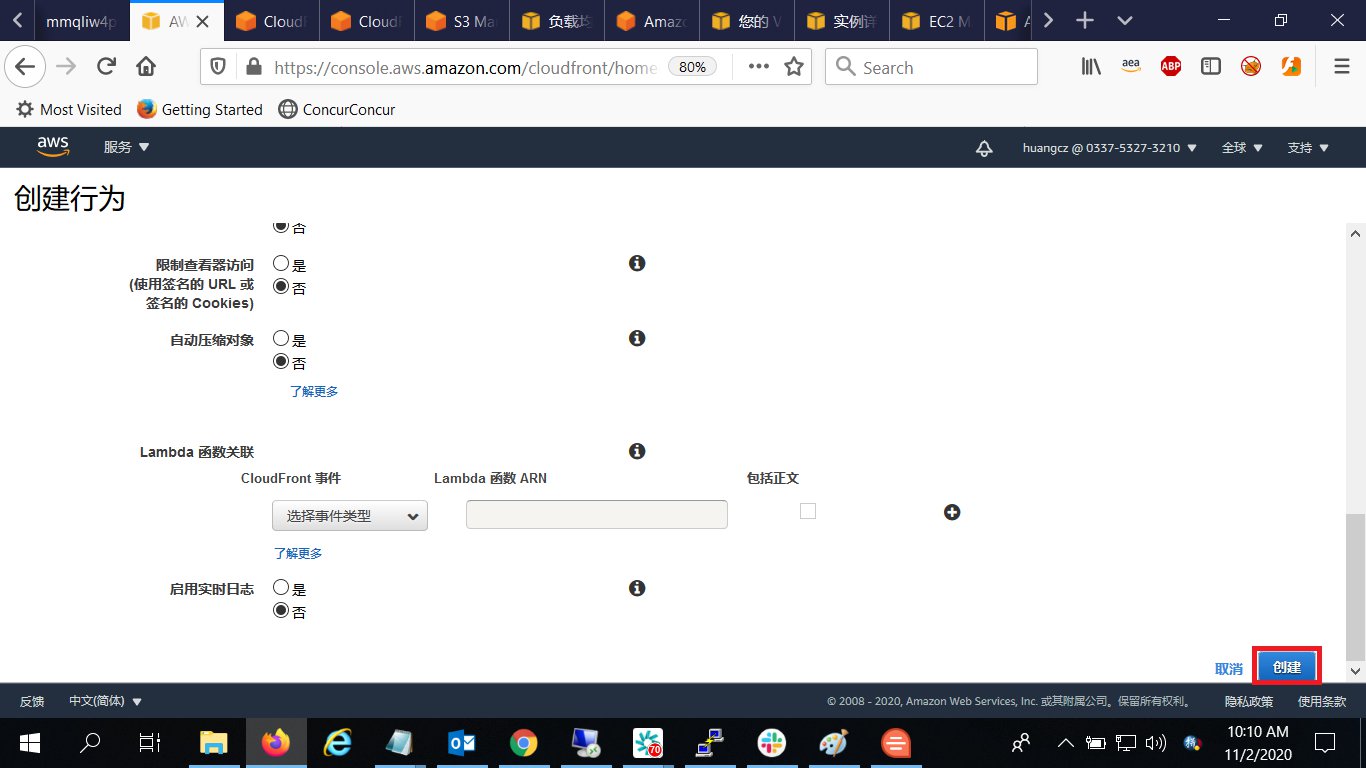 mmqliw4p
AW
CloudF
CloudF
S3 Ma
负载均
Amazo
您的 V
实例详
EC2 M
A
https://console.aws.amazon.com/cloudfront/home
80%
Search
aea
ABP
Most Visited
Getting Started
ConcurConcur
aws
服务
huangcz @ 0337-5327-3210
全球
支持
创建行为
否
限制查看器访问
(使用签名的 URL 或
签名的 Cookies)
是
否
自动压缩对象
是
否
了解更多
Lambda 函数关联
CloudFront 事件
Lambda 函数 ARN
包括正文
选择事件类型
了解更多
启用实时日志
是
否
取消
创建
反馈
中文(简体)
© 2008 - 2020, Amazon Web Services, Inc. 或其附属公司。保留所有权利。
隐私政策
使用条款
70
10:10 AM
11/2/2020